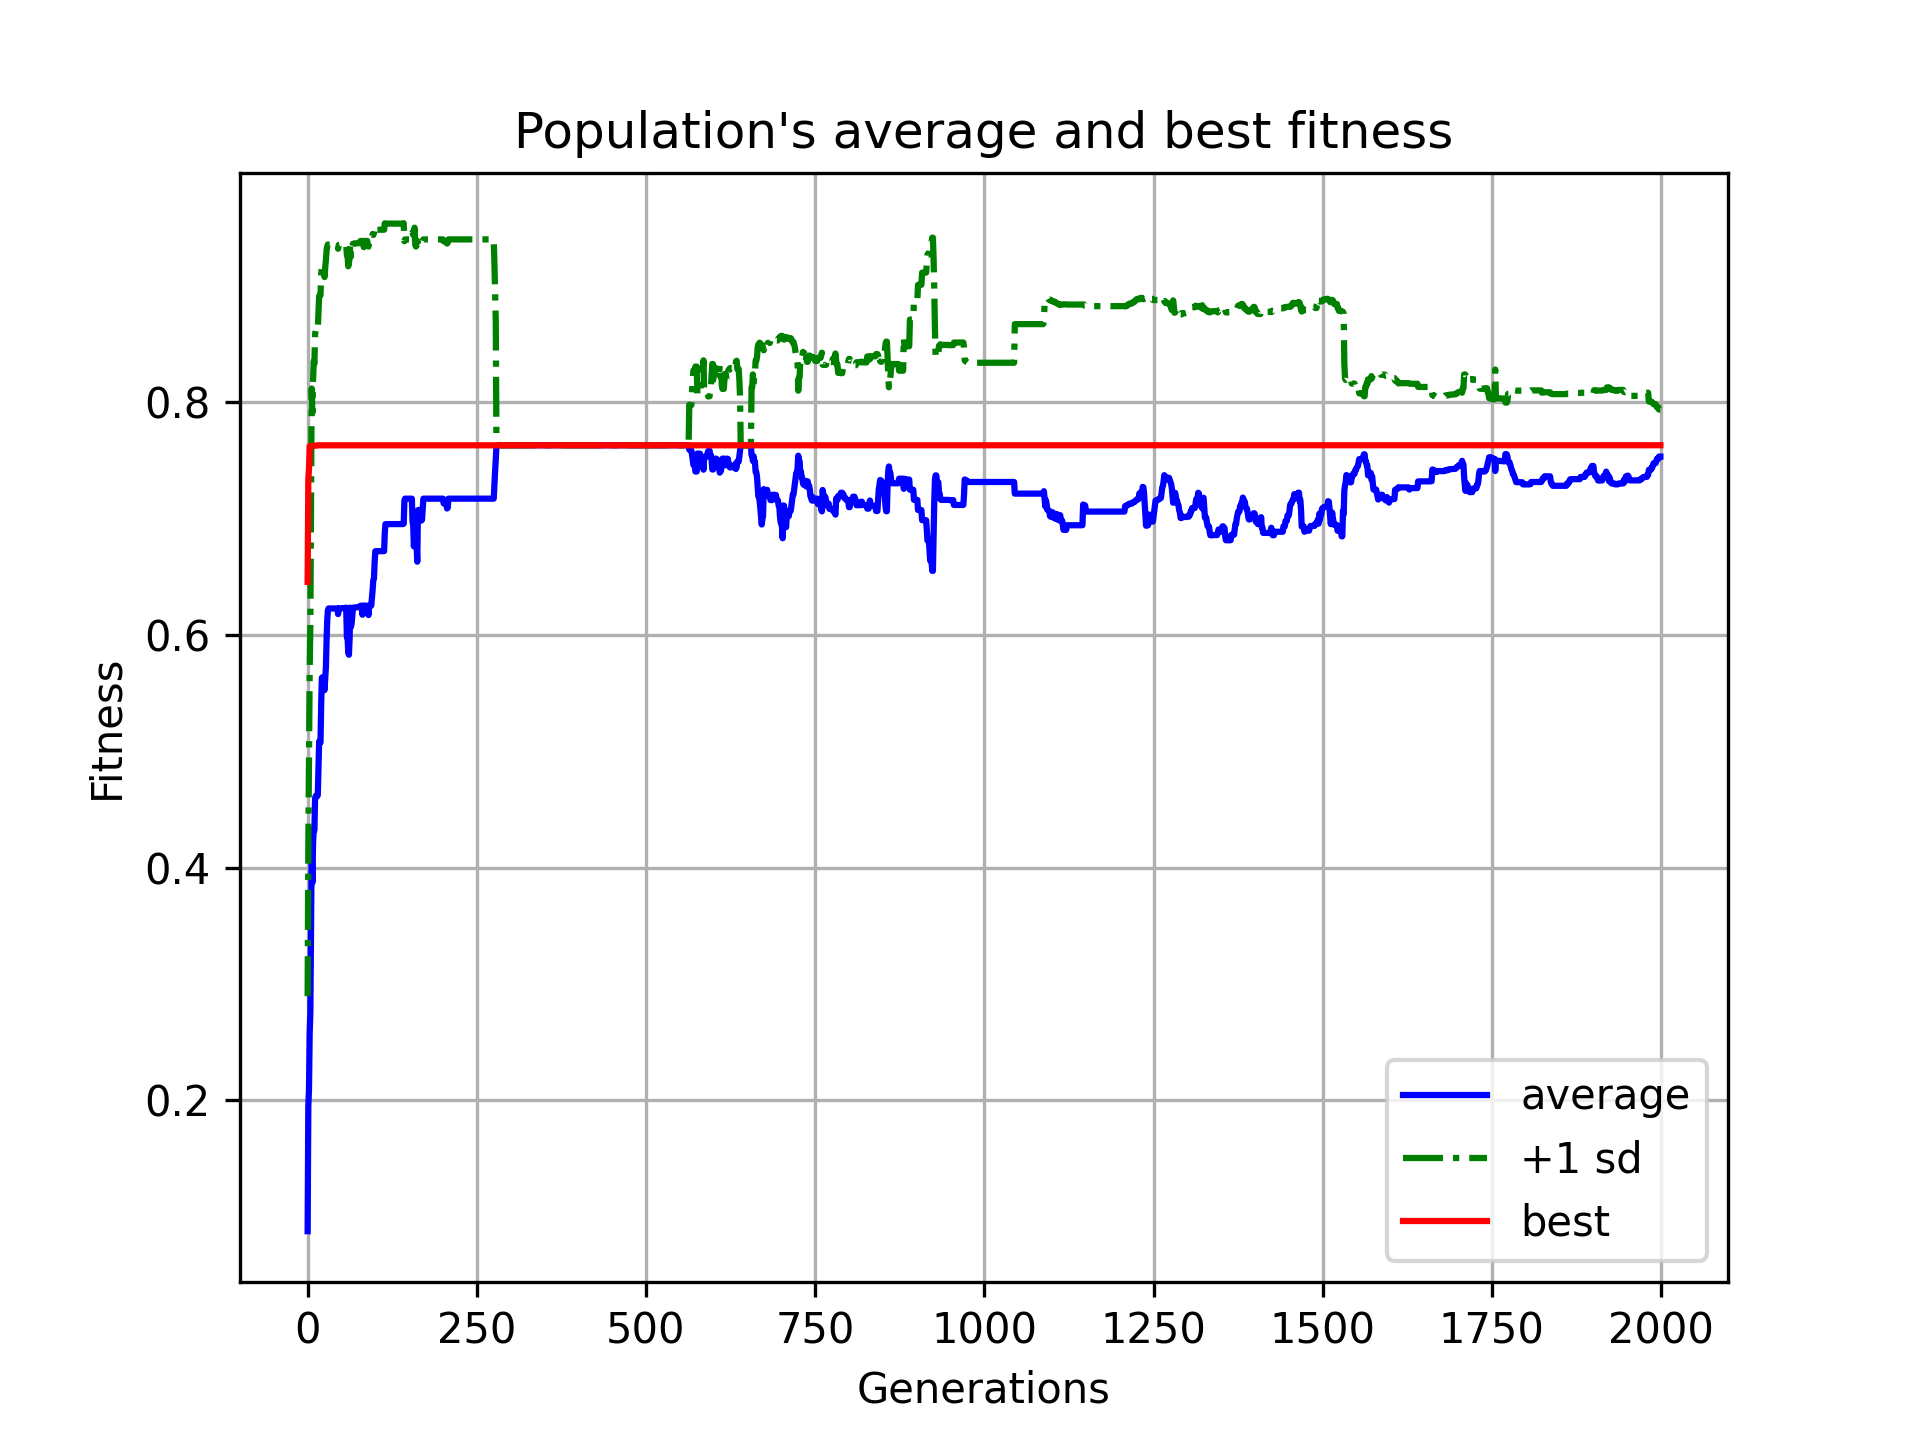 Population's average and best fitness
Fitness
0.8
0.6
0.4
0.2
0 250 500 750 1000 1250 1500 1750 2000
Generations
average
+1 sd
best